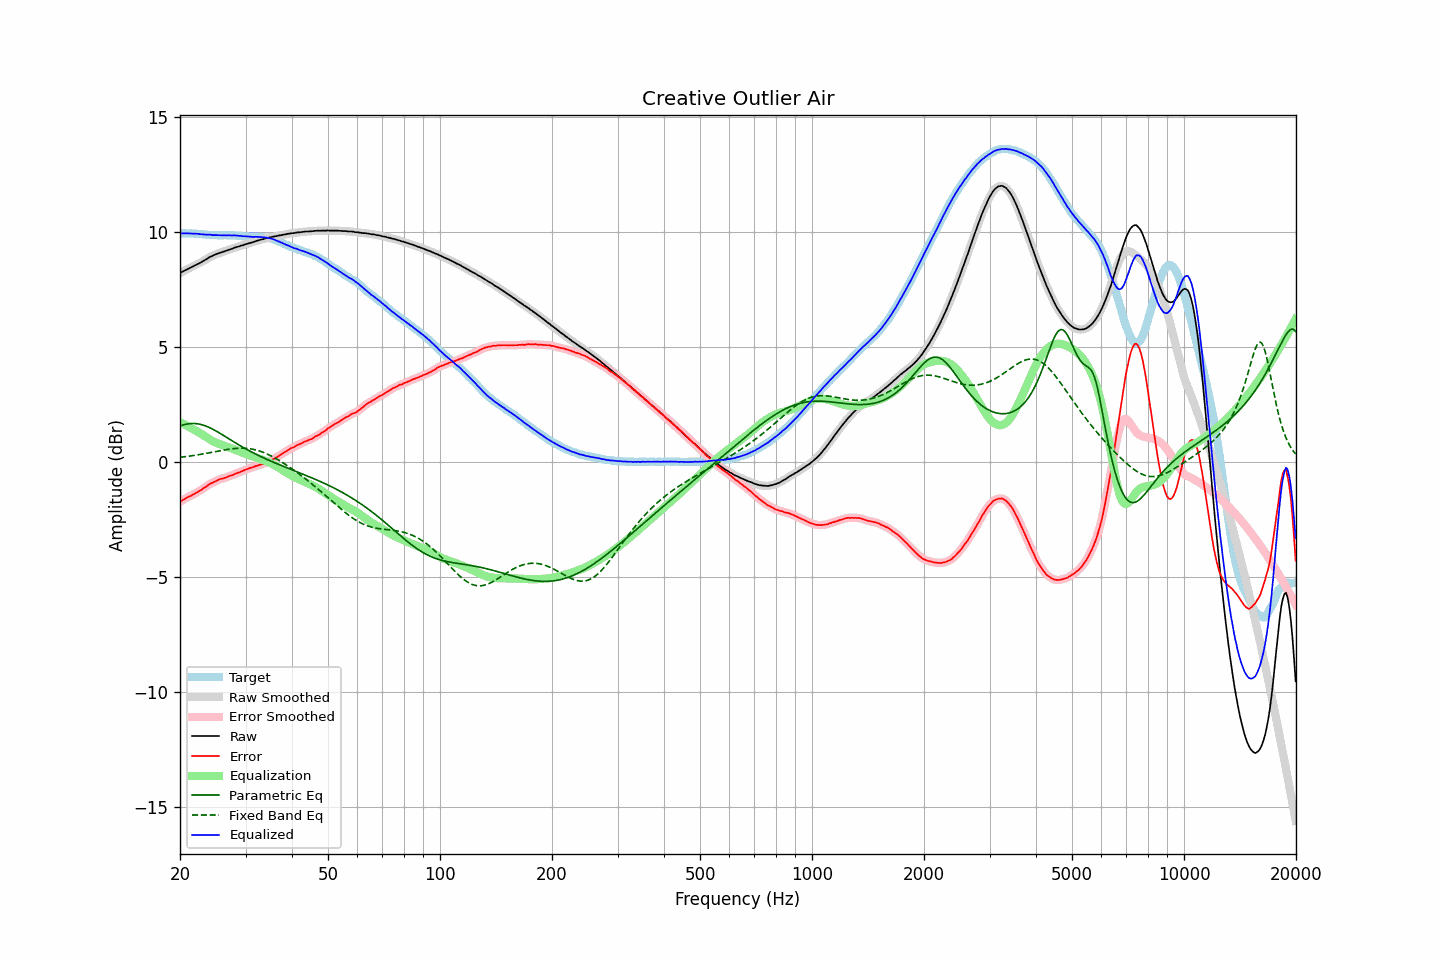 Creative Outlier Air
Amplitude (dBr)
15
10
5
0
−5
−10
−15
Target
Raw Smoothed
Error Smoothed
Raw
Error
Equalization
Parametric Eq
Fixed Band Eq
Equalized
20 50 100 200 500 1000 2000 5000 10000 20000
Frequency (Hz)